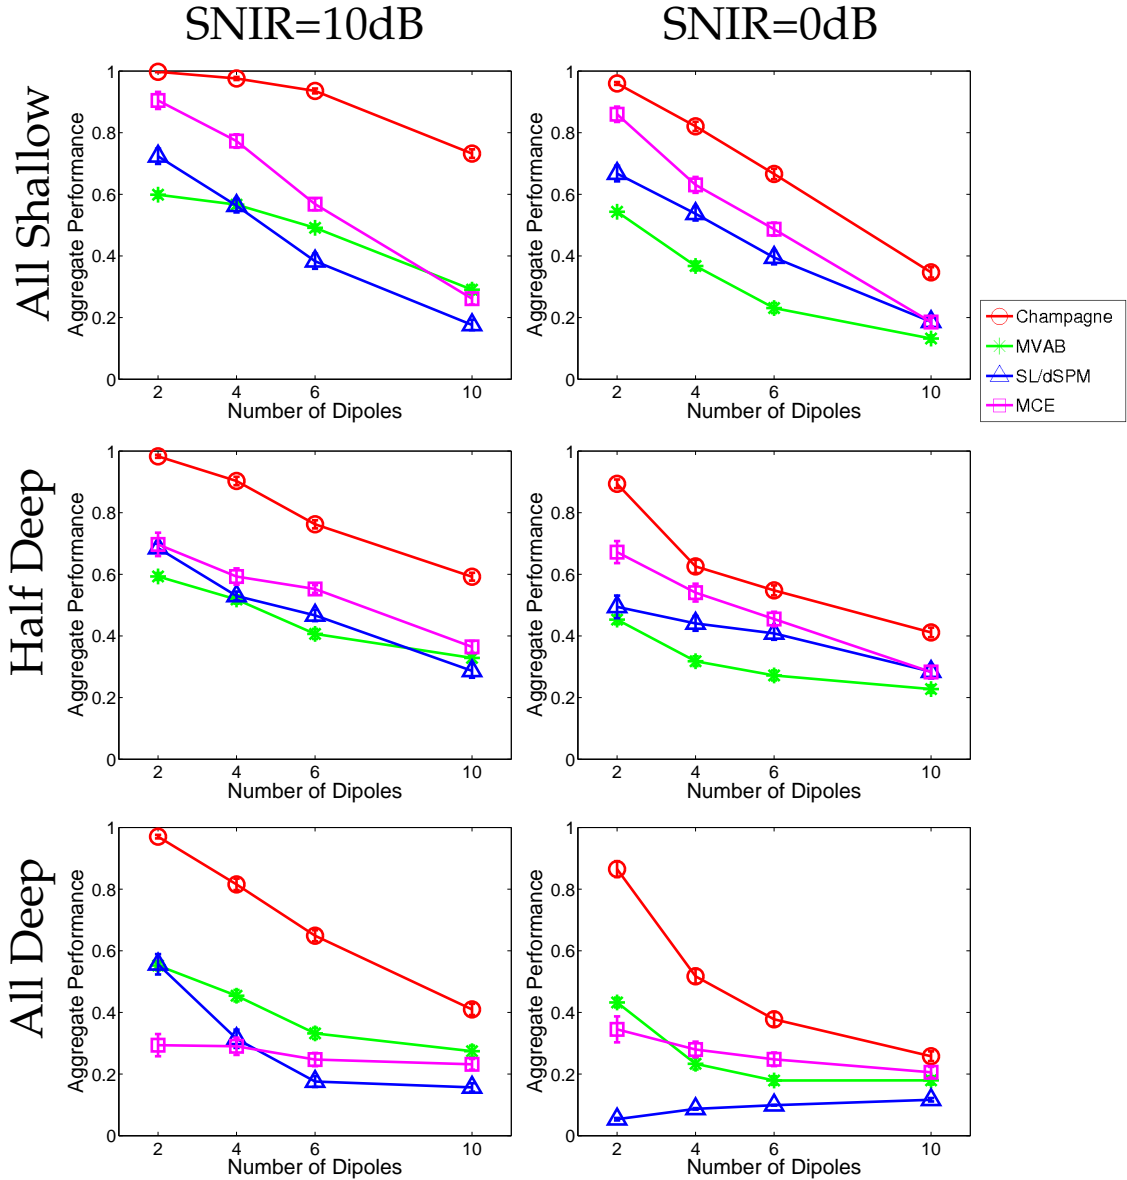 SNIR=10dB
SNIR=0dB
All Shallow
Aggregate Performance
1
0.8
0.6
0.4
0.2
0
2
4
6
10
Number of Dipoles
Aggregate Performance
1
0.8
0.6
0.4
0.2
0
2
4
6
10
Number of Dipoles
Champagne
MVAB
SL/dSPM
MCE
Half Deep
Aggregate Performance
1
0.8
0.6
0.4
0.2
0
2
4
6
10
Number of Dipoles
Aggregate Performance
1
0.8
0.6
0.4
0.2
0
2
4
6
10
Number of Dipoles
All Deep
Aggregate Performance
1
0.8
0.6
0.4
0.2
0
2
4
6
10
Number of Dipoles
Aggregate Performance
1
0.8
0.6
0.4
0.2
0
2
4
6
10
Number of Dipoles